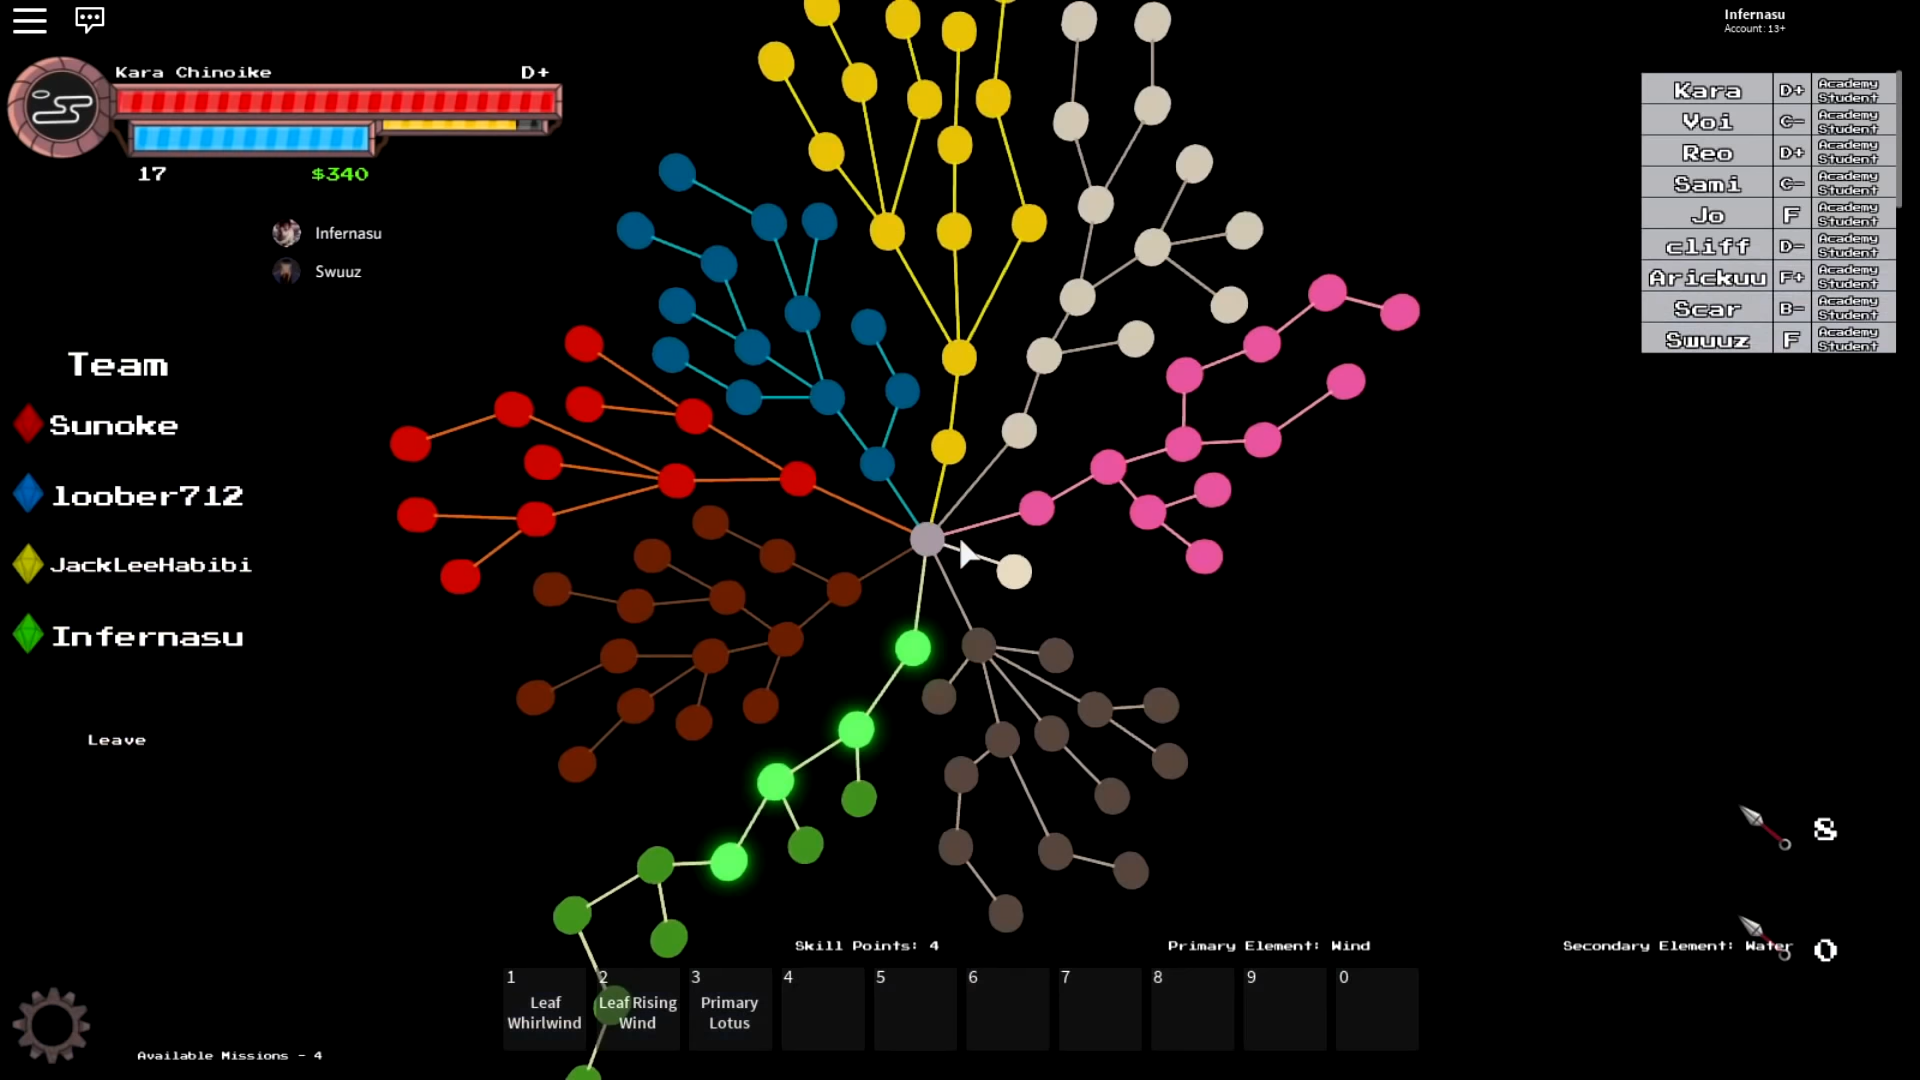 Infernasu
Account: 13+
Kara Chinoike
D+
17
$340
Infernasu
Swuuz
Kara D+ Academy Student
Voi C- Academy Student
Reo D+ Academy Student
Sami C- Academy Student
Jo F Academy Student
cliff D- Academy Student
Arickuu F+ Academy Student
Scar B- Academy Student
Swuuz F Academy Student
Team
Sunoke
loober712
JackLeeHabibi
Infernasu
Leave
8
0
Skill Points: 4
Primary Element: Wind
Secondary Element: Water
1 2 3 4 5 6 7 8 9 0
Leaf Whirlwind
Leaf Rising Wind
Primary Lotus
Available Missions - 4